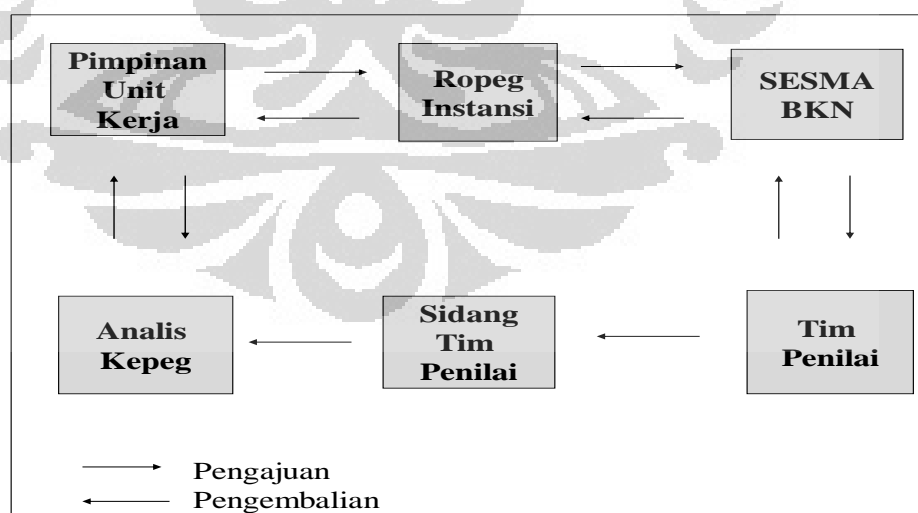 Pimpinan
Unit
Kerja
Ropeg
Instansi
SESMA
BKN
Analis
Kepeg
Sidang
Tim
Penilai
Tim
Penilai
Pengajuan
Pengembalian